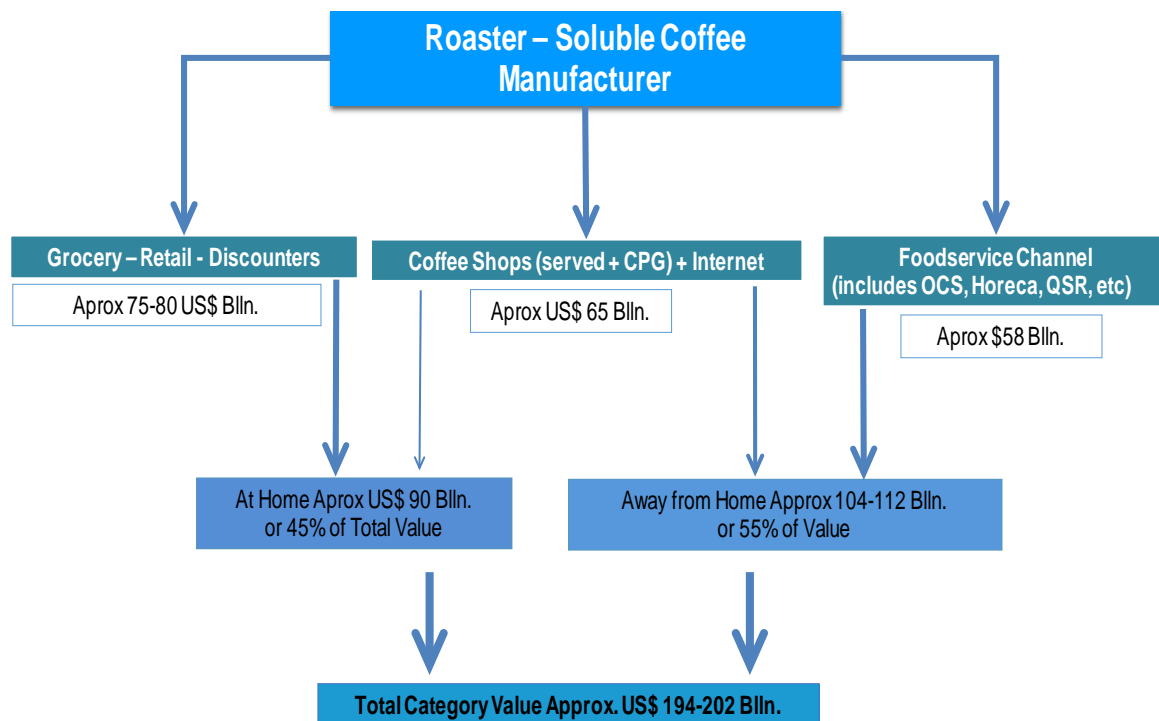 Roaster – Soluble Coffee
Manufacturer
Grocery – Retail - Discounters
Aprox 75-80 US$ Blln.
Coffee Shops (served + CPG) + Internet
Aprox US$ 65 Blln.
Foodservice Channel
(includes OCS, Horeca, QSR, etc)
Aprox $58 Blln.
At Home Aprox US$ 90 Blln.
or 45% of Total Value
Away from Home Approx 104-112 Blln.
or 55% of Value
Total Category Value Approx. US$ 194-202 Blln.